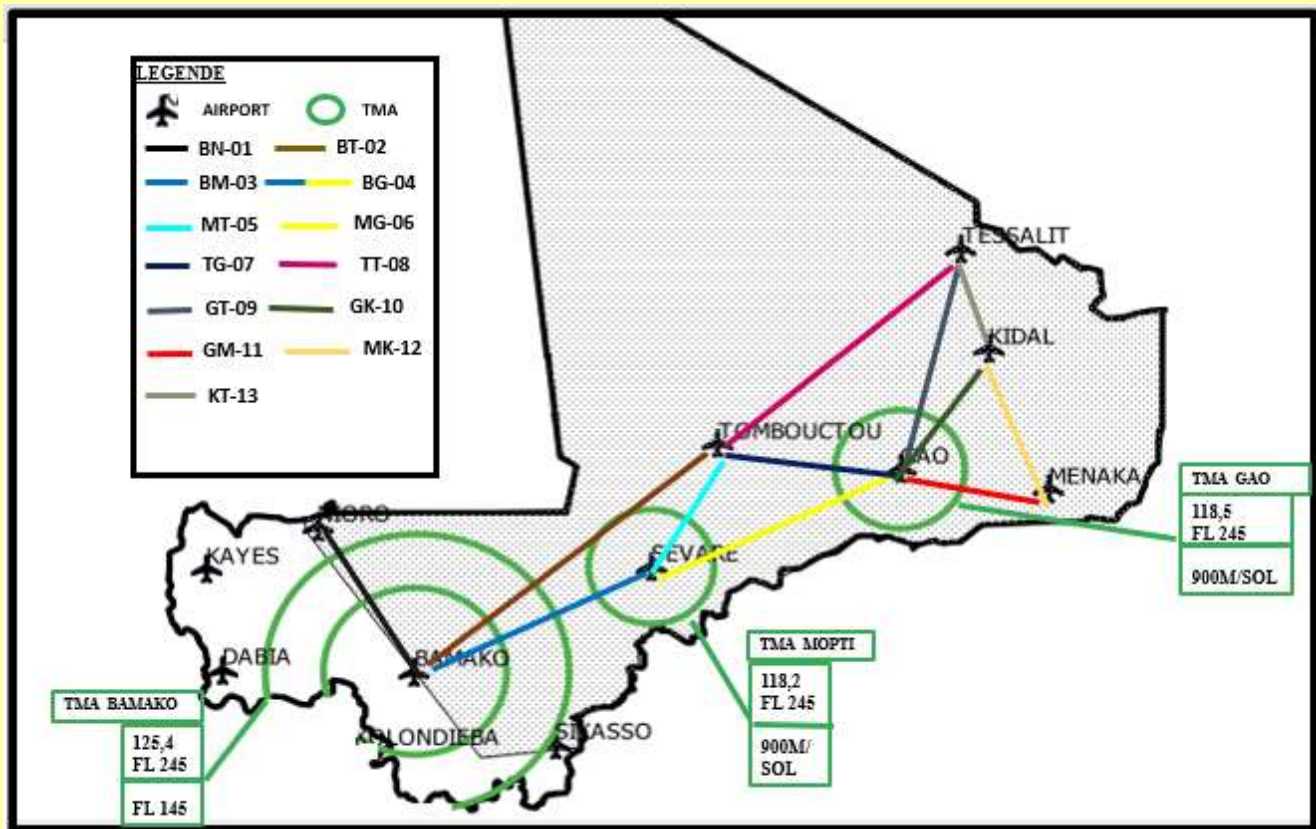 LEGENDE
AIRPORT TMA
BN-01 BT-02
BM-03 BG-04
MT-05 MG-06
TG-07 TT-08
GT-09 GK-10
GM-11 MK-12
KT-13
TESSALIT
KIDAL
TOMBOUCTOU
GAO
MENAKA
TMA GAO
118,5
FL 245
900M/SOL
NIORO
KAYES
SEVARE
DABIA
BAMAKO
KOLONDIEBA
SIKASSO
TMA MOPTI
118,2
FL 245
900M/
SOL
TMA BAMAKO
125,4
FL 245
FL 145